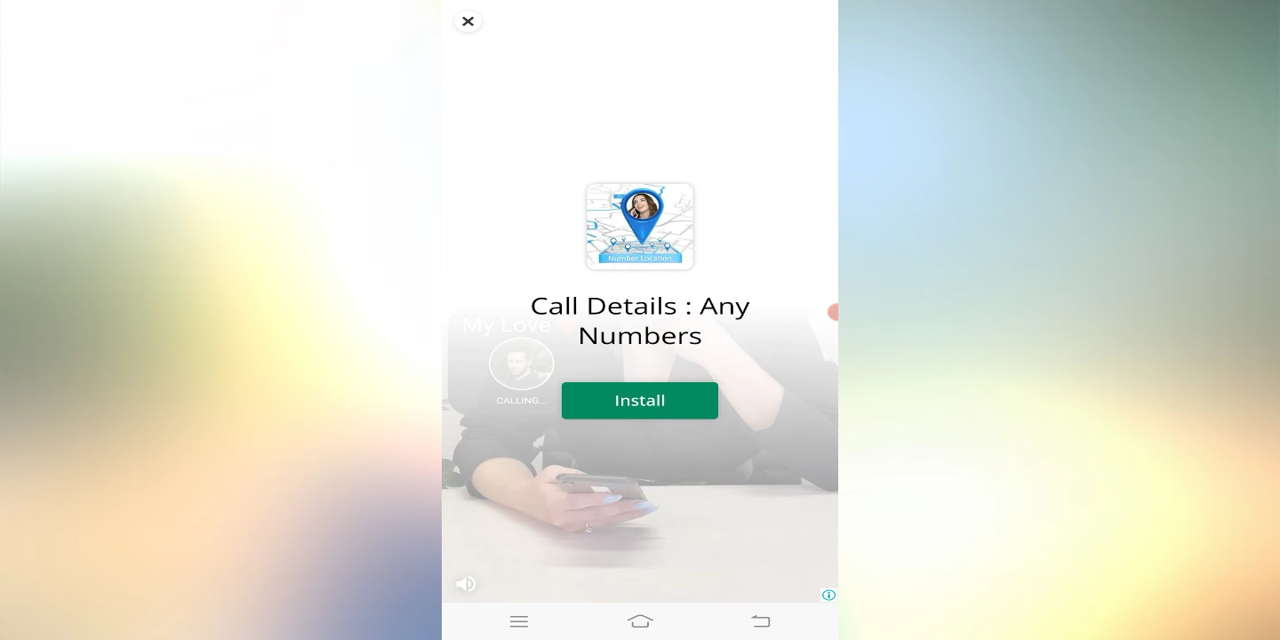 Number Location
Call Details : Any
Numbers
My Love
CALLING...
Install